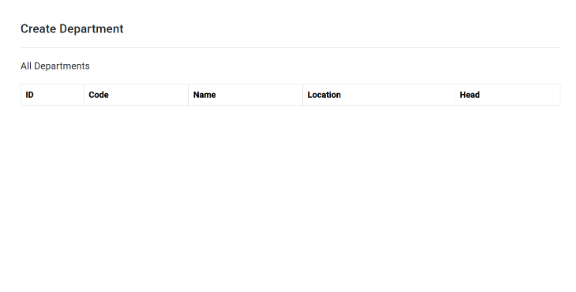 Create Department
All Departments
ID Code Name Location Head